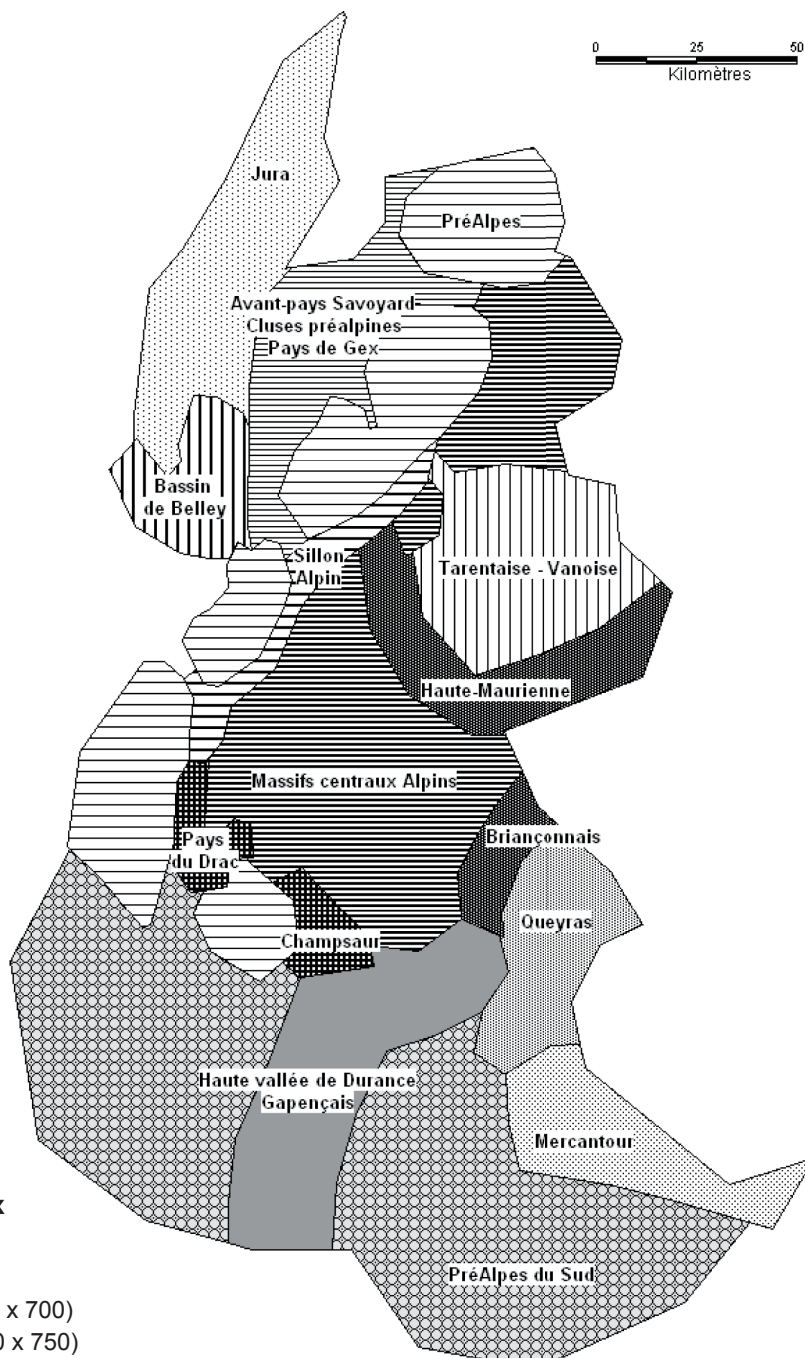 0 25 50
Kilomètres
Jura
PréAlpes
Avant-pays Savoyard
Cluses préalpines
Pays de Gex
Bassin
de Belley
Sillon
Alpin
Tarentaise - Vanoise
Haute-Maurienne
Massifs centraux Alpins
Briançonnais
Pays
du Drac
Queyras
Champsaur
Haute vallée de Durance
Gapençais
Mercantour
PréAlpes du Sud
x 700)
x 750)